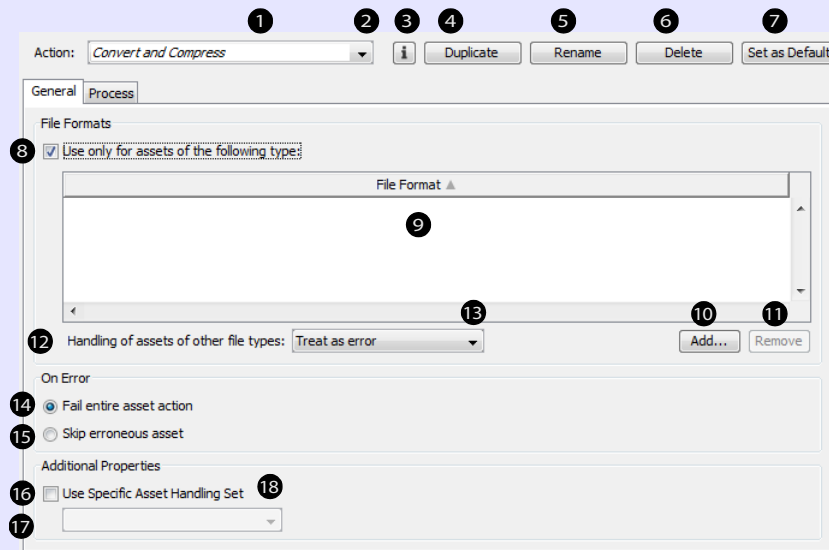 1 2 3 4 5 6 7
Action: Convert and Compress i Duplicate Rename Delete Set as Default
General Process
File Formats
8 Use only for assets of the following type:
File Format
9
13 10 11
12 Handling of assets of other file types: Treat as error Add... Remove
On Error
14 Fail entire asset action
15 Skip erroneous asset
Additional Properties
16 Use Specific Asset Handling Set 18
17